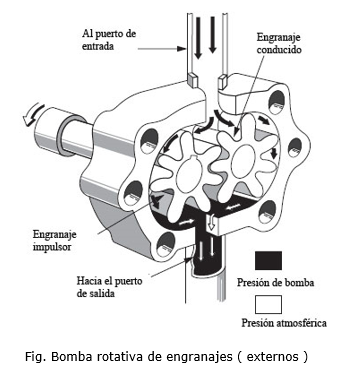 Al puerto de
entrada
Engranaje
conducido
Engranaje
impulsor
Hacia el puerto
de salida
Presión de bomba
Presión atmosférica
Fig. Bomba rotativa de engranajes ( externos )